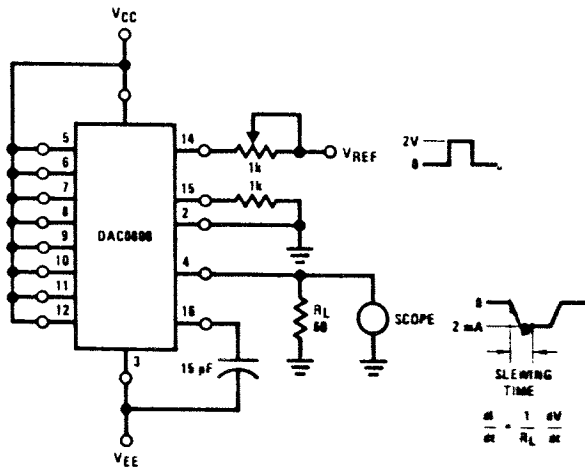 VCC
5
6
7
8
9
10
11
12
14
1k
VREF
15
1k
2
DAC0808
4
RL
50
SCOPE
16
15 pF
3
VEE
2V
0
0
2 mA
SLEWING
TIME
dI/dt = 1/RL dV/dt